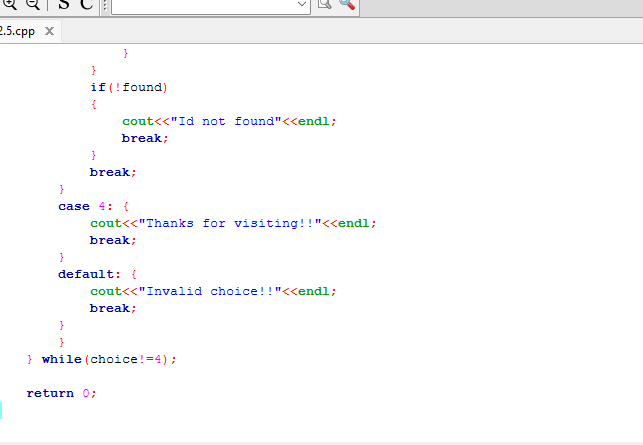 S C
2.5.cpp X
}
}
if(!found)
{
cout<<"Id not found"<<endl;
break;
}
break;
}
case 4: {
cout<<"Thanks for visiting!!"<<endl;
break;
}
default: {
cout<<"Invalid choice!!"<<endl;
break;
}
}
} while(choice!=4);
return 0;